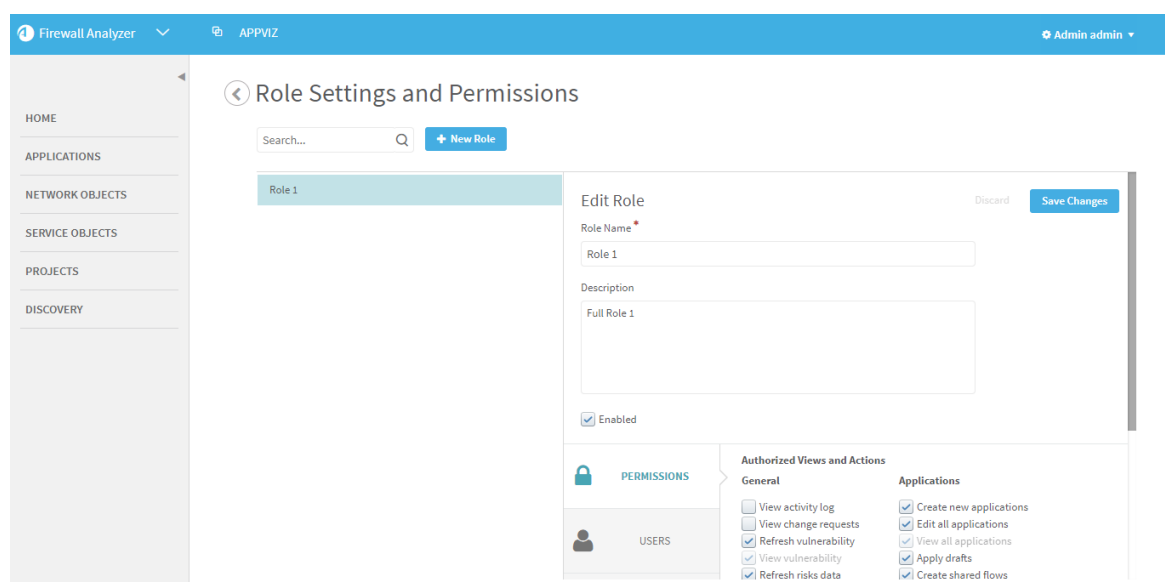 Firewall Analyzer
APPVIZ
Admin admin
Role Settings and Permissions
HOME
APPLICATIONS
NETWORK OBJECTS
SERVICE OBJECTS
PROJECTS
DISCOVERY
Search...
+ New Role
Role 1
Edit Role
Discard
Save Changes
Role Name *
Role 1
Description
Full Role 1
Enabled
PERMISSIONS
USERS
Authorized Views and Actions
General
View activity log
View change requests
Refresh vulnerability
View vulnerability
Refresh risks data
Applications
Create new applications
Edit all applications
View all applications
Apply drafts
Create shared flows